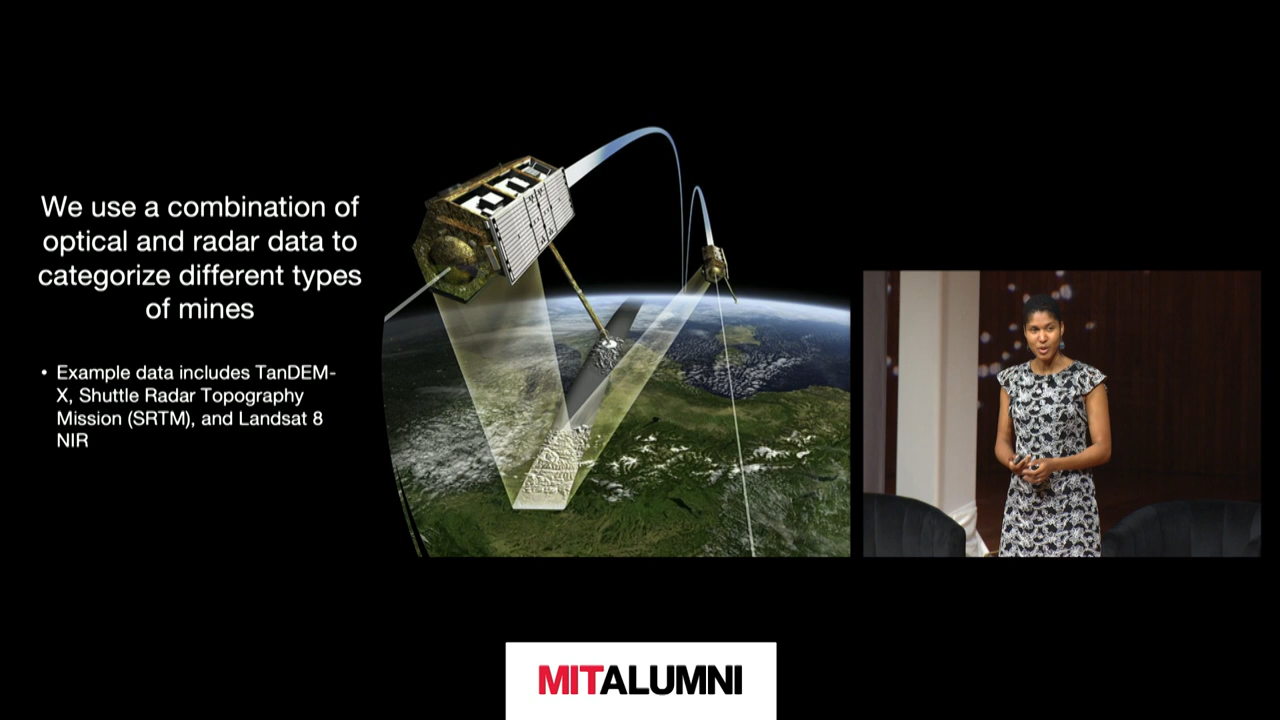 We use a combination of
optical and radar data to
categorize different types
of mines
• Example data includes TanDEM-
X, Shuttle Radar Topography
Mission (SRTM), and Landsat 8
NIR
MITALUMNI